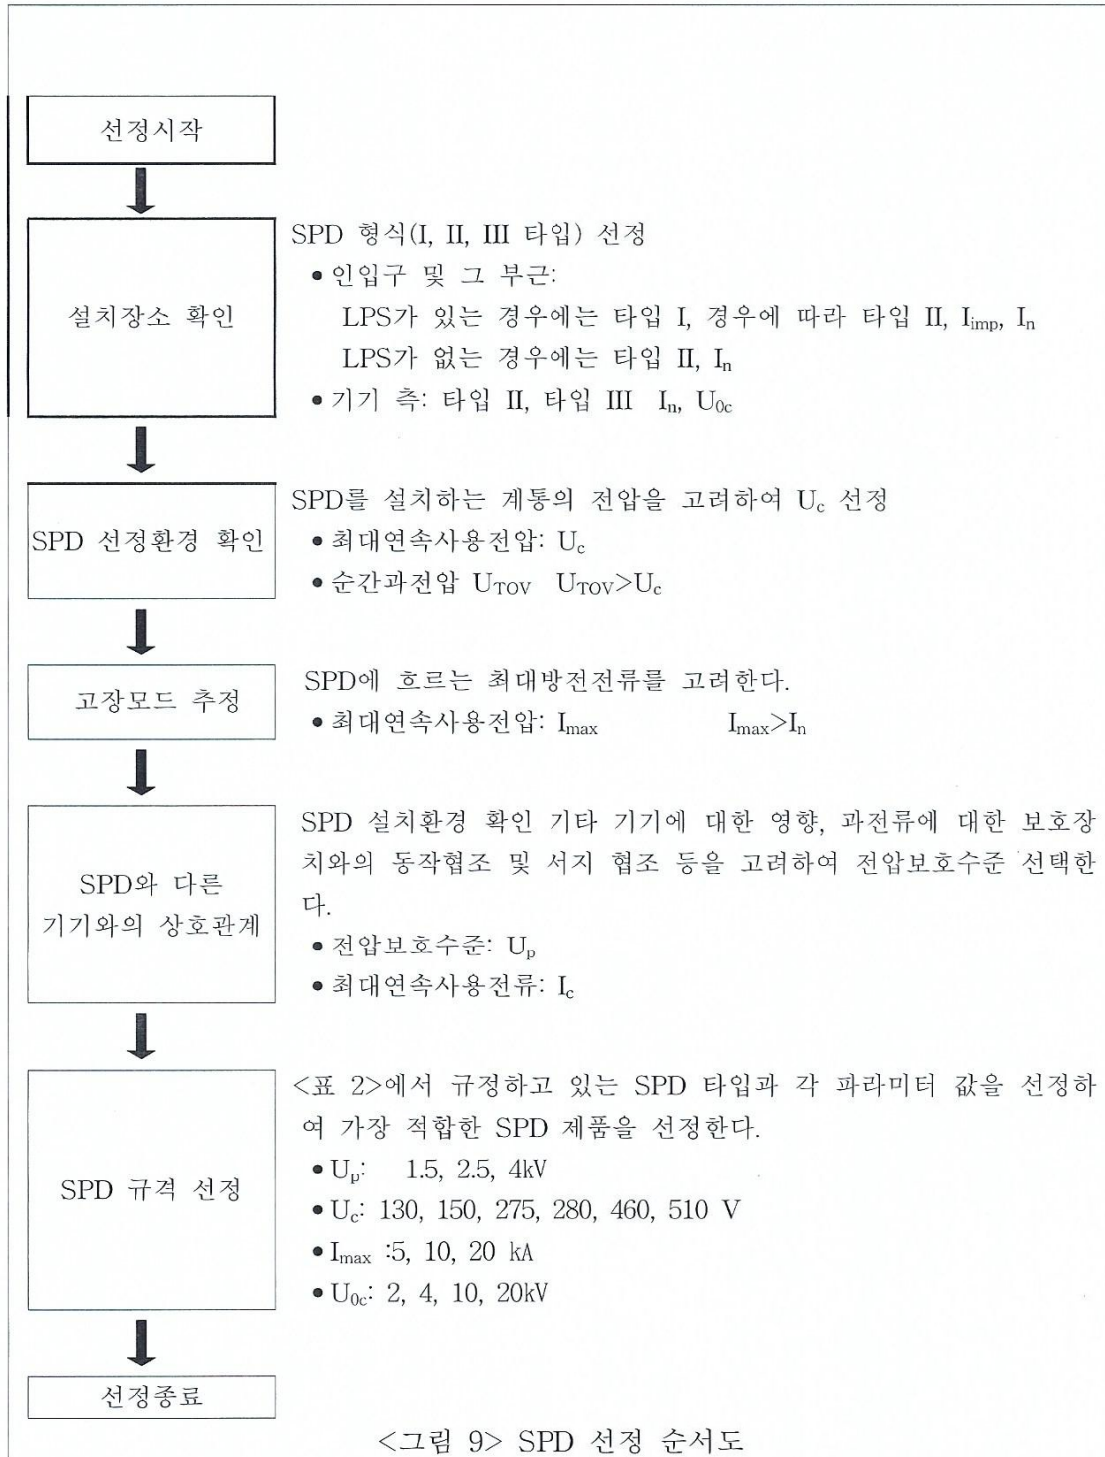 선정시작
설치장소 확인
SPD 형식(I, II, III 타입) 선정
• 인입구 및 그 부근:
LPS가 있는 경우에는 타입 I, 경우에 따라 타입 II, Iimp, In
LPS가 없는 경우에는 타입 II, In
• 기기 측: 타입 II, 타입 III In, U0c
SPD 선정환경 확인
SPD를 설치하는 계통의 전압을 고려하여 Uc 선정
• 최대연속사용전압: Uc
• 순간과전압 UTOV UTOV>Uc
고장모드 추정
SPD에 흐르는 최대방전전류를 고려한다.
• 최대연속사용전압: Imax Imax>In
SPD와 다른
기기와의 상호관계
SPD 설치환경 확인 기타 기기에 대한 영향, 과전류에 대한 보호장
치와의 동작협조 및 서지 협조 등을 고려하여 전압보호수준 선택한
다.
• 전압보호수준: Up
• 최대연속사용전류: Ic
SPD 규격 선정
<표 2>에서 규정하고 있는 SPD 타입과 각 파라미터 값을 선정하
여 가장 적합한 SPD 제품을 선정한다.
• Up: 1.5, 2.5, 4kV
• Uc: 130, 150, 275, 280, 460, 510 V
• Imax :5, 10, 20 kA
• U0c: 2, 4, 10, 20kV
선정종료
<그림 9> SPD 선정 순서도